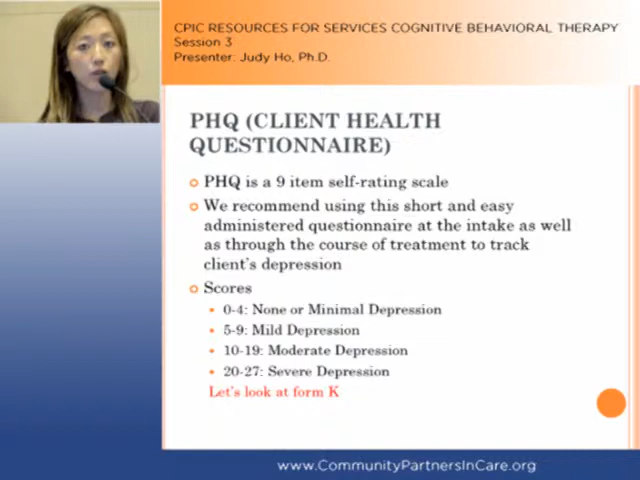 CPIC RESOURCES FOR SERVICES COGNITIVE BEHAVIORAL THERAPY
Session 3
Presenter: Judy Ho, Ph.D.
PHQ (CLIENT HEALTH
QUESTIONNAIRE)
PHQ is a 9 item self-rating scale
We recommend using this short and easy
administered questionnaire at the intake as well
as through the course of treatment to track
client's depression
Scores
0-4: None or Minimal Depression
5-9: Mild Depression
10-19: Moderate Depression
20-27: Severe Depression
Let's look at form K
www.CommunityPartnersInCare.org